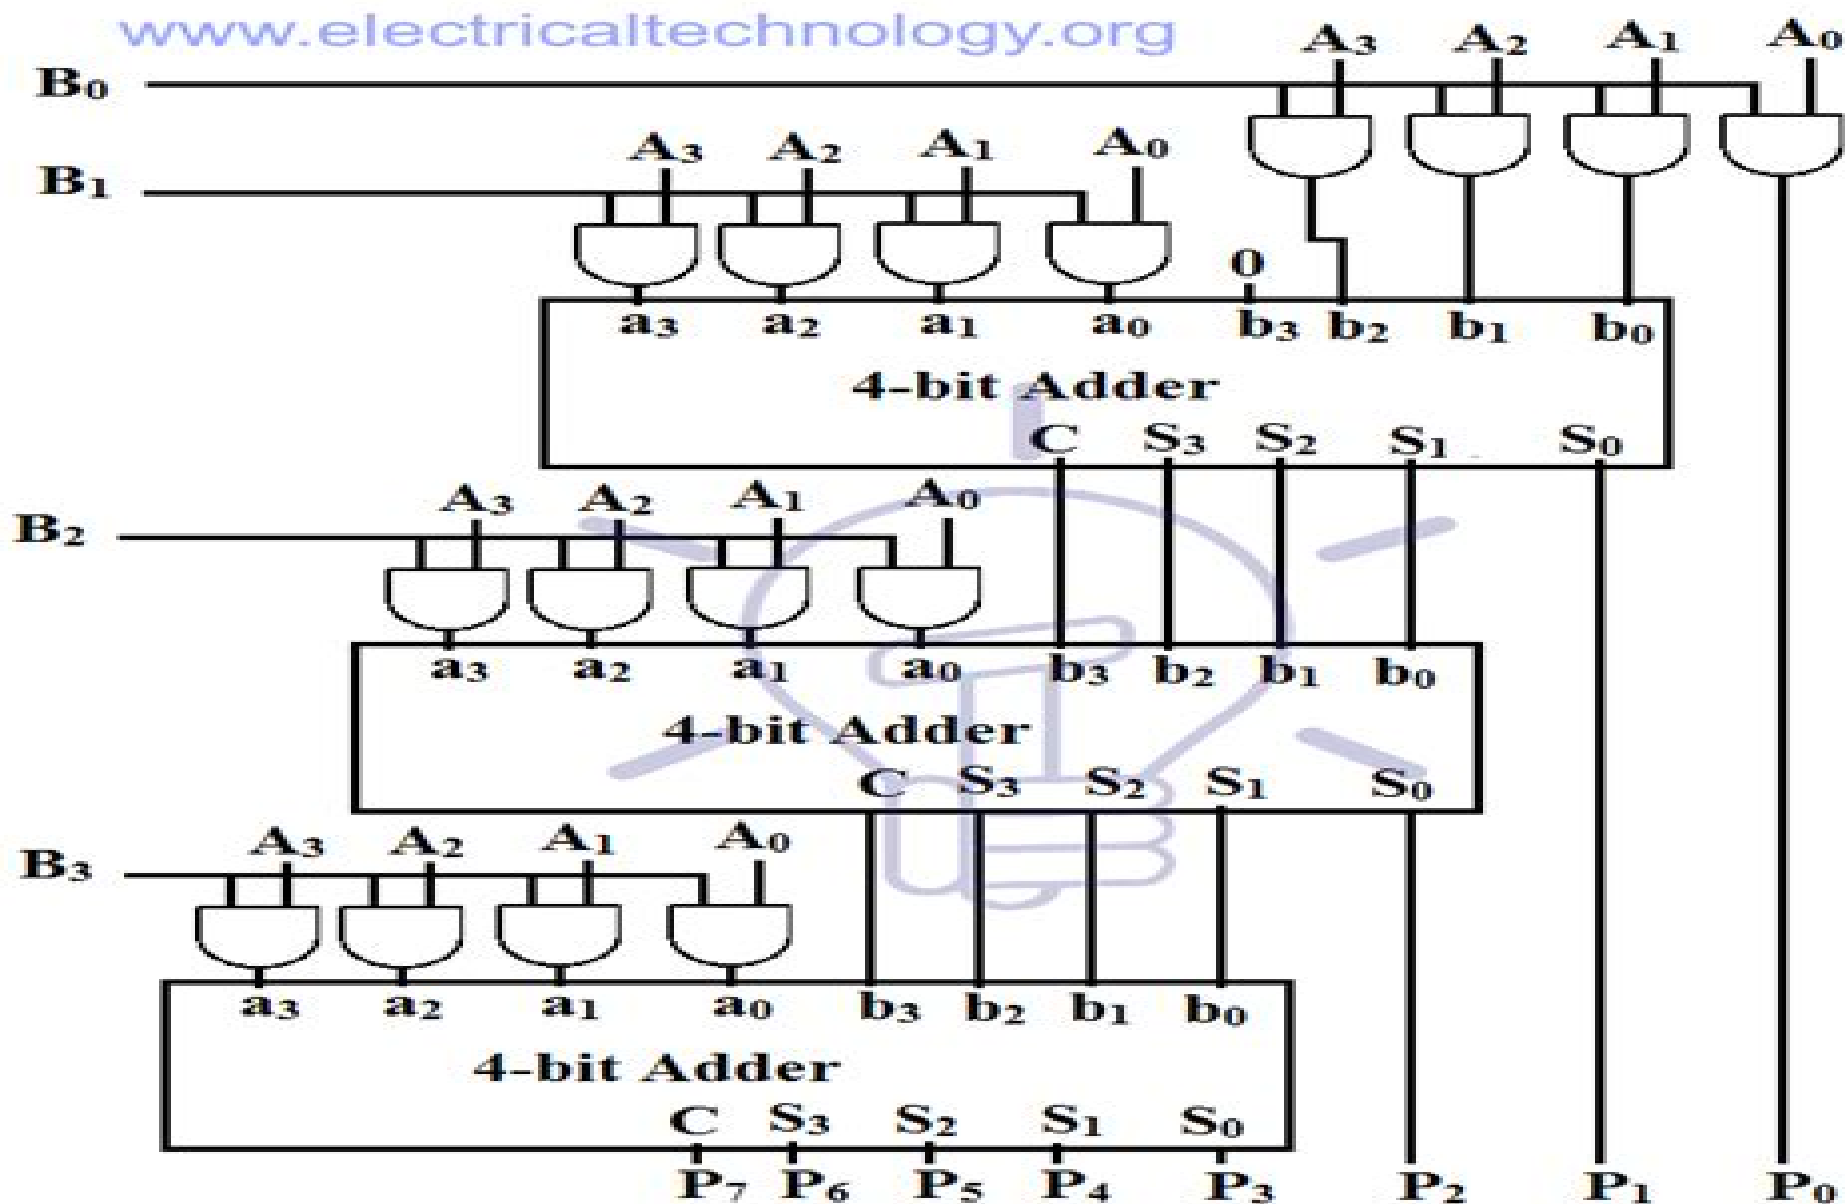 www.electricaltechnology.org
A3 A2 A1 A0
B0
A3 A2 A1 A0
B1
0
a3 a2 a1 a0 b3 b2 b1 b0
4-bit Adder
C S3 S2 S1 S0
A3 A2 A1 A0
B2
a3 a2 a1 a0 b3 b2 b1 b0
4-bit Adder
C S3 S2 S1 S0
A3 A2 A1 A0
B3
a3 a2 a1 a0 b3 b2 b1 b0
4-bit Adder
C S3 S2 S1 S0
P7 P6 P5 P4 P3 P2 P1 P0